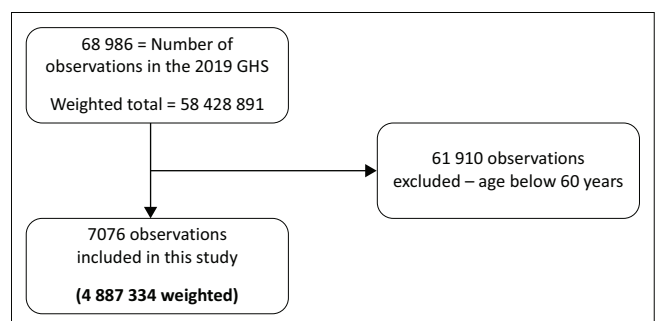 68 986 = Number of
observations in the 2019 GHS
Weighted total = 58 428 891
61 910 observations
excluded – age below 60 years
7076 observations
included in this study
(4 887 334 weighted)